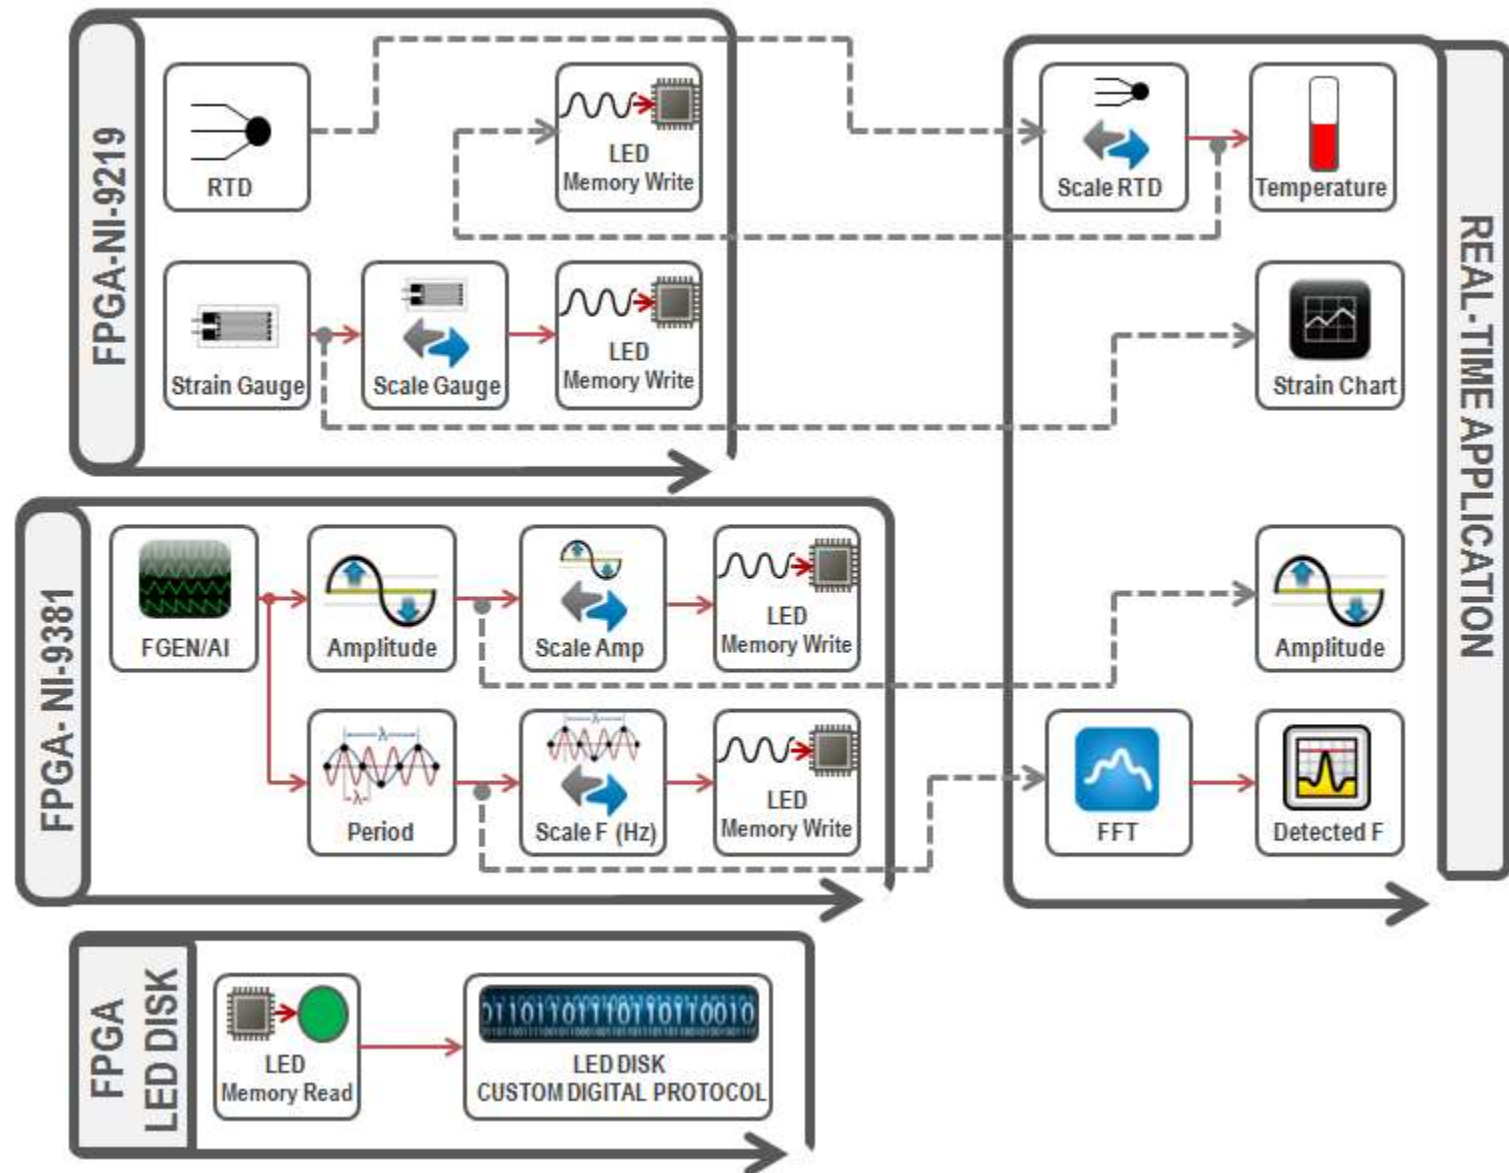 FPGA-NI-9219
RTD
LED
Memory Write
Strain Gauge
Scale Gauge
LED
Memory Write
FPGA- NI-9381
FGEN/AI
Amplitude
Scale Amp
LED
Memory Write
λ
λ
Period
λ
Scale F (Hz)
LED
Memory Write
FPGA
LED DISK
LED
Memory Read
LED DISK
CUSTOM DIGITAL PROTOCOL
REAL-TIME APPLICATION
Scale RTD
Temperature
Strain Chart
Amplitude
FFT
Detected F